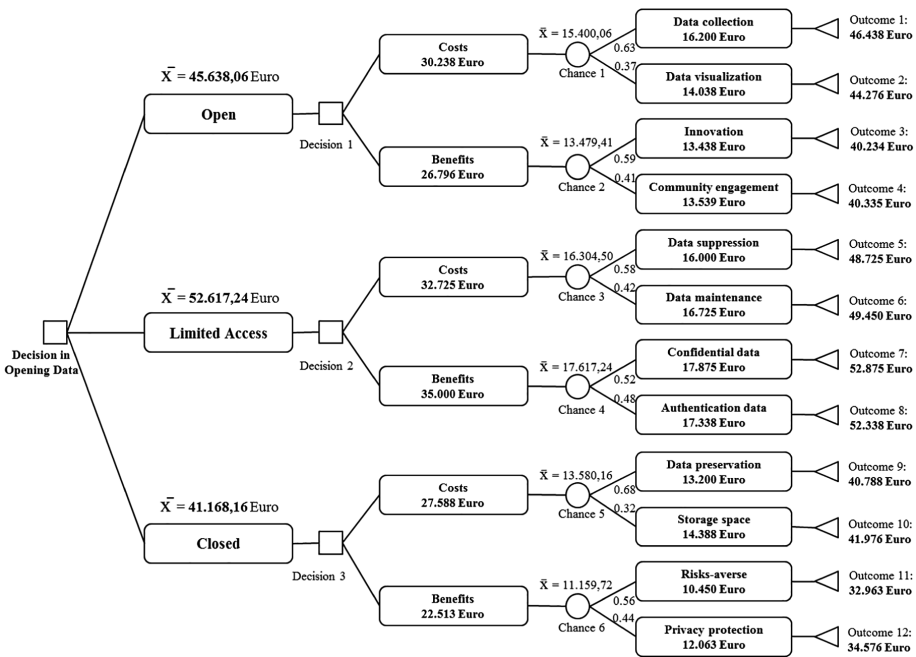 Decision in
Opening Data
X̄ = 45.638,06 Euro
Open
Decision 1
Costs
30.238 Euro
X̄ = 15.400,06
Chance 1
0.63
0.37
Data collection
16.200 Euro
Outcome 1:
46.438 Euro
Data visualization
14.038 Euro
Outcome 2:
44.276 Euro
Benefits
26.796 Euro
X̄ = 13.479,41
Chance 2
0.59
0.41
Innovation
13.438 Euro
Outcome 3:
40.234 Euro
Community engagement
13.539 Euro
Outcome 4:
40.335 Euro
X̄ = 52.617,24 Euro
Limited Access
Decision 2
Costs
32.725 Euro
X̄ = 16.304,50
Chance 3
0.58
0.42
Data suppression
16.000 Euro
Outcome 5:
48.725 Euro
Data maintenance
16.725 Euro
Outcome 6:
49.450 Euro
Benefits
35.000 Euro
X̄ = 17.617,24
Chance 4
0.52
0.48
Confidential data
17.875 Euro
Outcome 7:
52.875 Euro
Authentication data
17.338 Euro
Outcome 8:
52.338 Euro
X̄ = 41.168,16 Euro
Closed
Decision 3
Costs
27.588 Euro
X̄ = 13.580,16
Chance 5
0.68
0.32
Data preservation
13.200 Euro
Outcome 9:
40.788 Euro
Storage space
14.388 Euro
Outcome 10:
41.976 Euro
Benefits
22.513 Euro
X̄ = 11.159,72
Chance 6
0.56
0.44
Risks-averse
10.450 Euro
Outcome 11:
32.963 Euro
Privacy protection
12.063 Euro
Outcome 12:
34.576 Euro